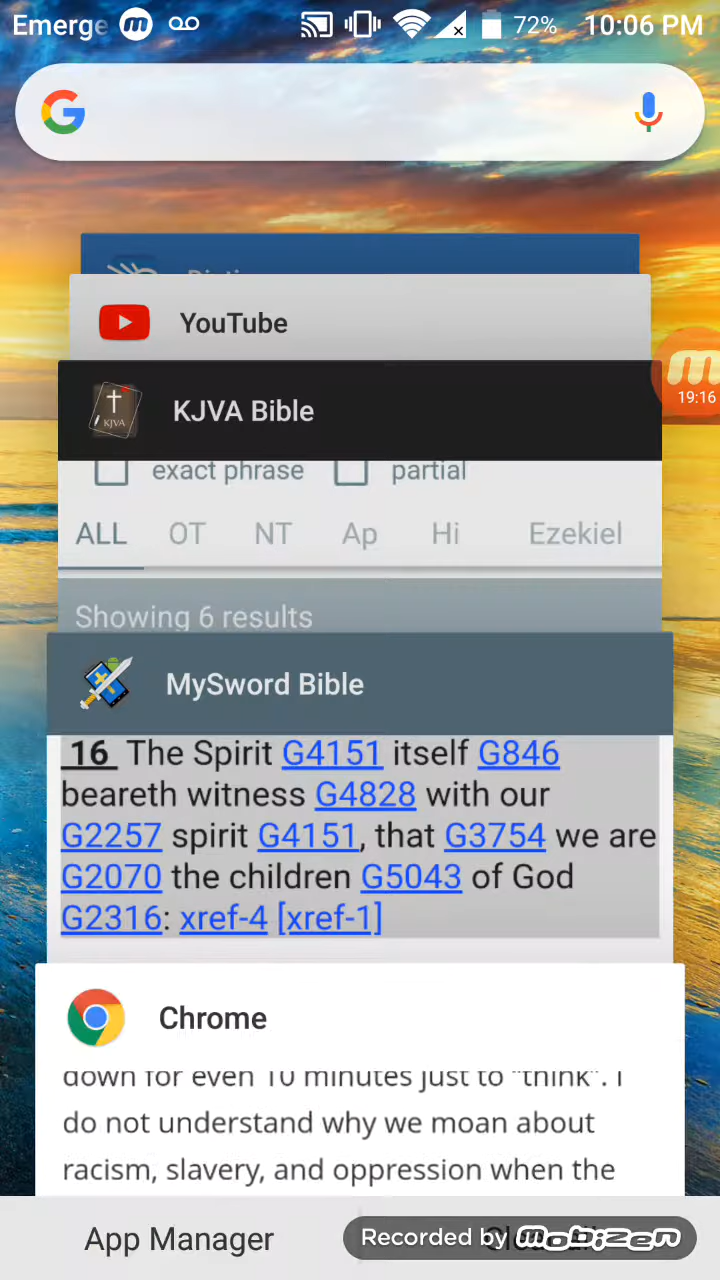 Emerge 72% 10:06 PM
YouTube
19:16
KJVA
KJVA Bible
exact phrase partial
ALL OT NT Ap Hi Ezekiel
Showing 6 results
MySword Bible
16 The Spirit G4151 itself G846
beareth witness G4828 with our
G2257 spirit G4151, that G3754 we are
G2070 the children G5043 of God
G2316: xref-4 [xref-1]
Chrome
down for even 10 minutes just to "think". I
do not understand why we moan about
racism, slavery, and oppression when the
App Manager
Recorded by mobizen